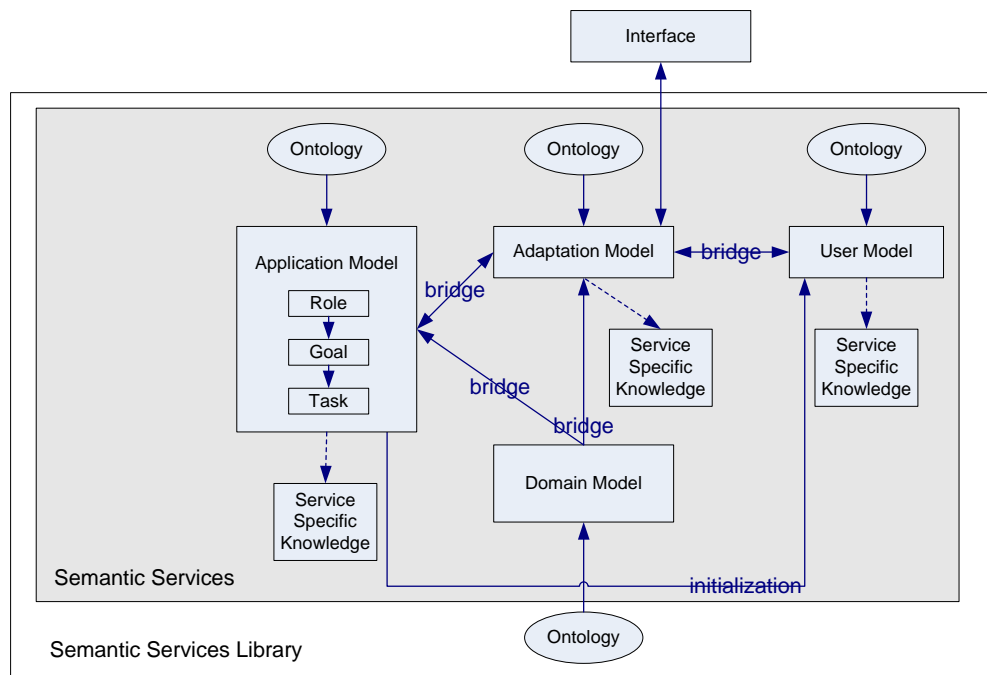 Interface
Ontology
Ontology
Ontology
Application Model
Adaptation Model
bridge
User Model
Role
bridge
Goal
Service
Specific
Knowledge
Service
Specific
Knowledge
Task
bridge
bridge
Domain Model
Service
Specific
Knowledge
Semantic Services
initialization
Ontology
Semantic Services Library